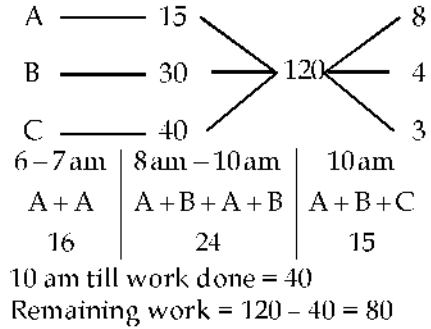 A 15 8
B 30 120 4
C 40 3
6 – 7 am 8 am – 10 am 10 am
A + A A + B + A + B A + B + C
16 24 15
10 am till work done = 40
Remaining work = 120 – 40 = 80